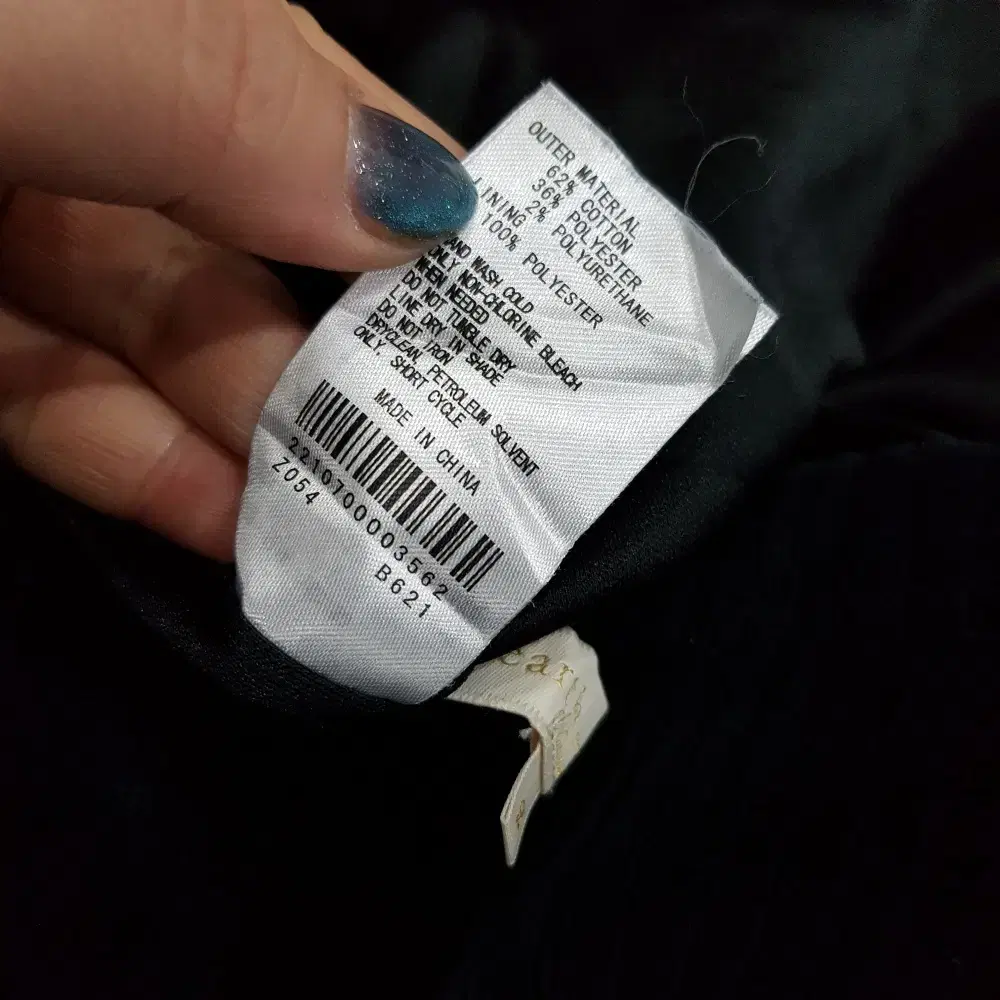 OUTER MATERIAL
62% COTTON
36% POLYESTER
2% POLYURETHANE
LINING
100% POLYESTER
HAND WASH COLD
ONLY NON-CHLORINE BLEACH
WHEN NEEDED
DO NOT TUMBLE DRY
LINE DRY IN SHADE
DO NOT IRON
DRYCLEAN, PETROLEUM SOLVENT
ONLY, SHORT CYCLE
MADE IN CHINA
2210700003562
Z054
B621